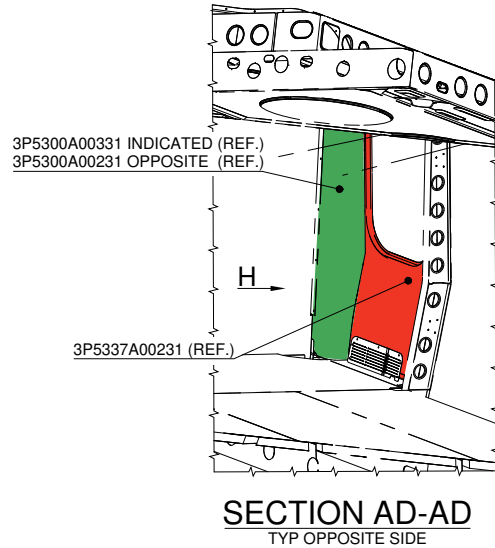 3P5300A00331 INDICATED (REF.)
3P5300A00231 OPPOSITE (REF.)
H
3P5337A00231 (REF.)
SECTION AD-AD
TYP OPPOSITE SIDE